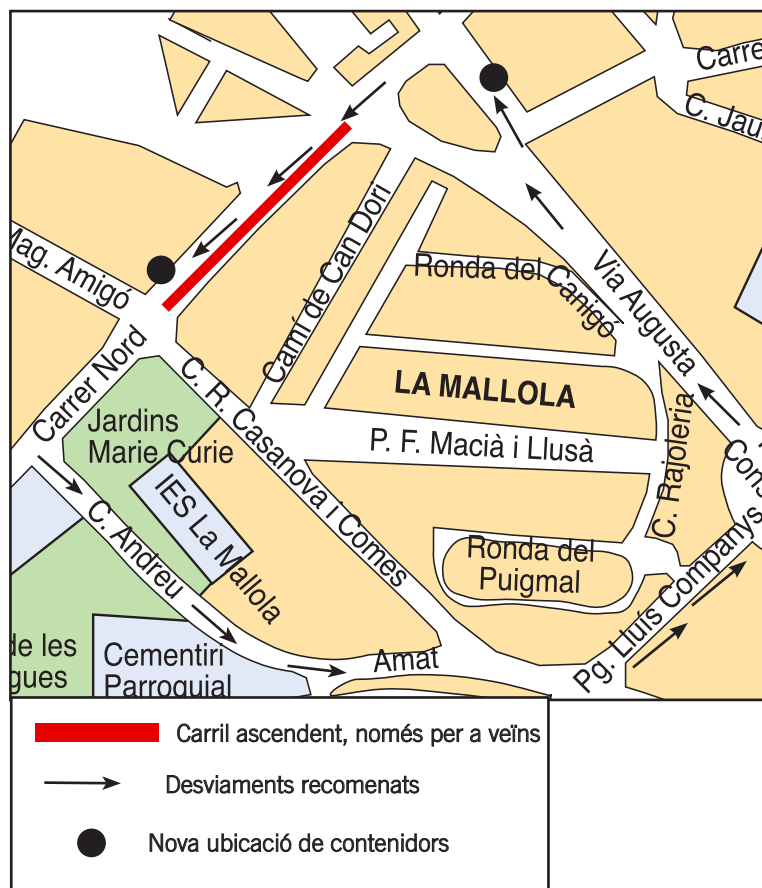 Carre
C. Jau
Mag. Amigó
Camí de Can Dori
Ronda del Canigó
Via Augusta
Carrer Nord
LA MALLOLA
Jardins
Marie Curie
C. R. Casanova i Comes
P. F. Macià i Llusà
C. Rajoleria
Cons
IES La Mallola
C. Andreu
Amat
Ronda del
Puigmal
Pg. Lluís Companys
de les
gues
Cementiri
Parroquial
Carril ascendent, només per a veïns
Desviaments recomenats
Nova ubicació de contenidors